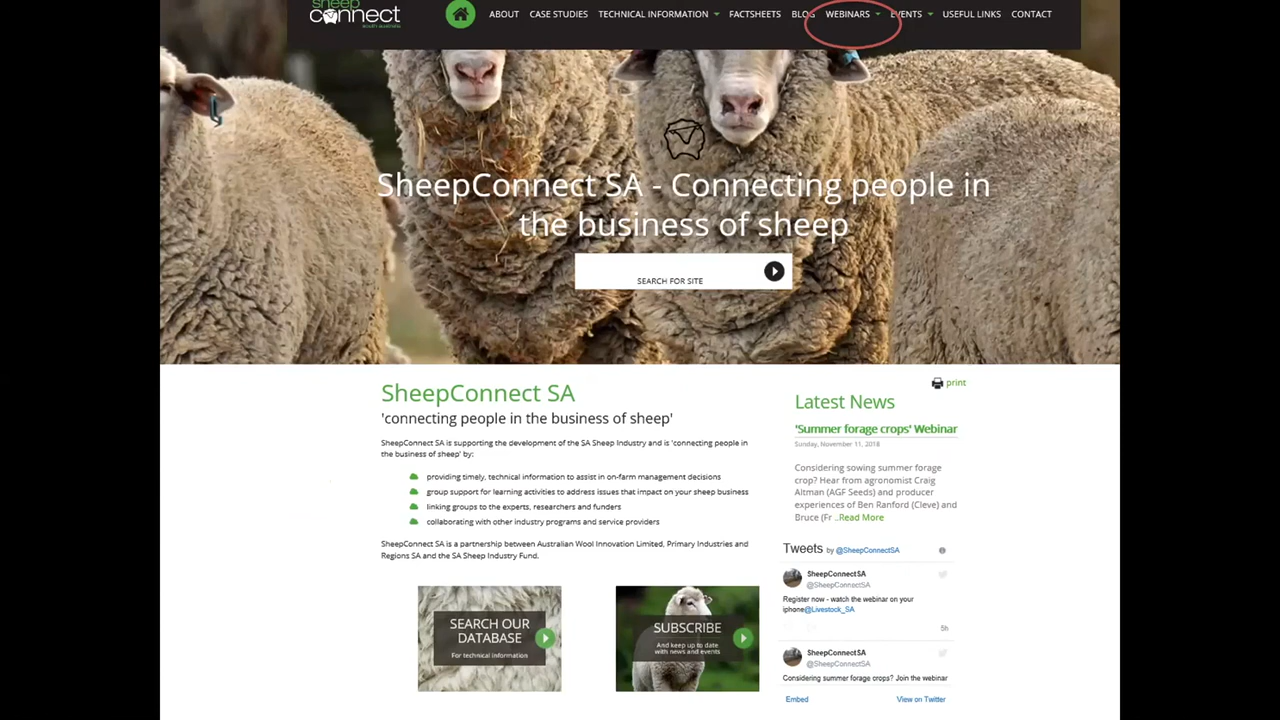 sheep
connect
south australia
ABOUT
CASE STUDIES
TECHNICAL INFORMATION
FACTSHEETS
BLOG
WEBINARS
EVENTS
USEFUL LINKS
CONTACT
SheepConnect SA - Connecting people in
the business of sheep
SEARCH FOR SITE
SheepConnect SA
'connecting people in the business of sheep'
SheepConnect SA is supporting the development of the SA Sheep Industry and is 'connecting people in
the business of sheep' by:
providing timely, technical information to assist in on-farm management decisions
group support for learning activities to address issues that impact on your sheep business
linking groups to the experts, researchers and funders
collaborating with other industry programs and service providers
SheepConnect SA is a partnership between Australian Wool Innovation Limited, Primary Industries and
Regions SA and the SA Sheep Industry Fund.
SEARCH OUR
DATABASE
For technical information
SUBSCRIBE
And keep up to date
with news and events
print
Latest News
'Summer forage crops' Webinar
Sunday, November 11, 2018
Considering sowing summer forage
crop? Hear from agronomist Craig
Altman (AGF Seeds) and producer
experiences of Ben Ranford (Cleve) and
Bruce (Fr ..Read More
Tweets by @SheepConnectSA
SheepConnectSA
@SheepConnectSA
Register now - watch the webinar on your
iphone@Livestock_SA
5h
SheepConnectSA
@SheepConnectSA
Considering summer forage crops? Join the webinar
Embed
View on Twitter